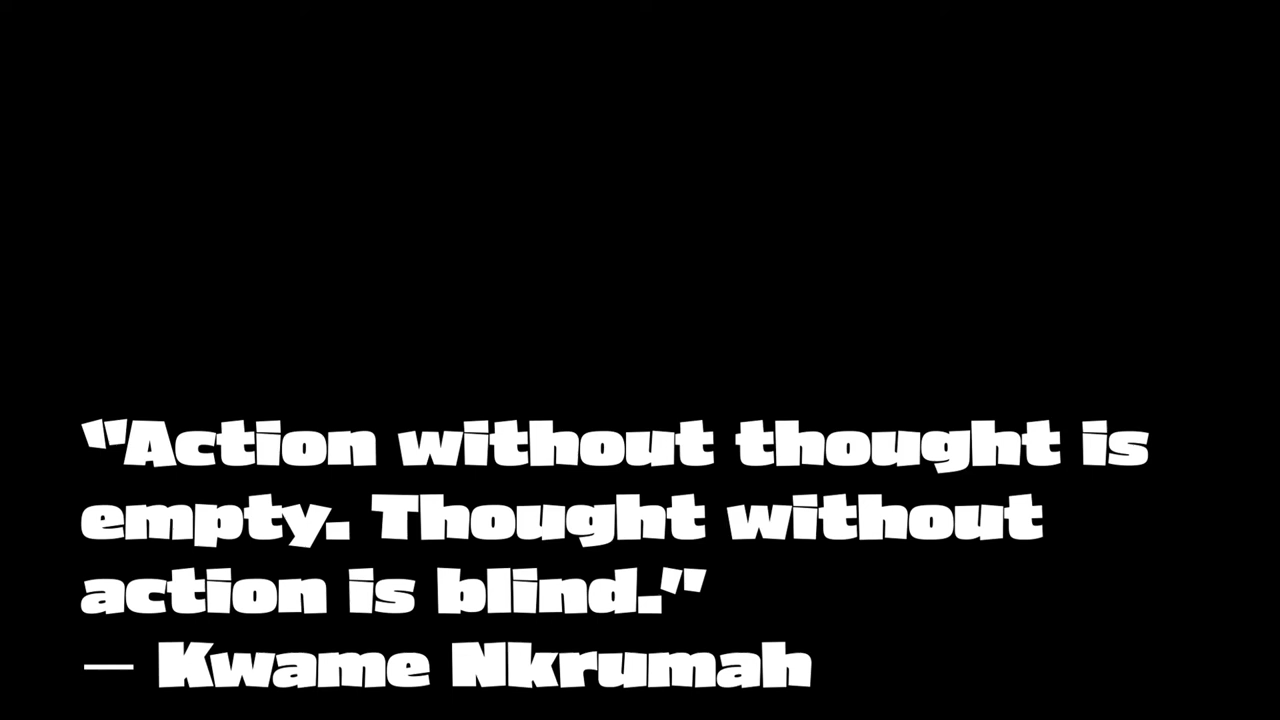 “Action without thought is
empty. Thought without
action is blind.”
— Kwame Nkrumah